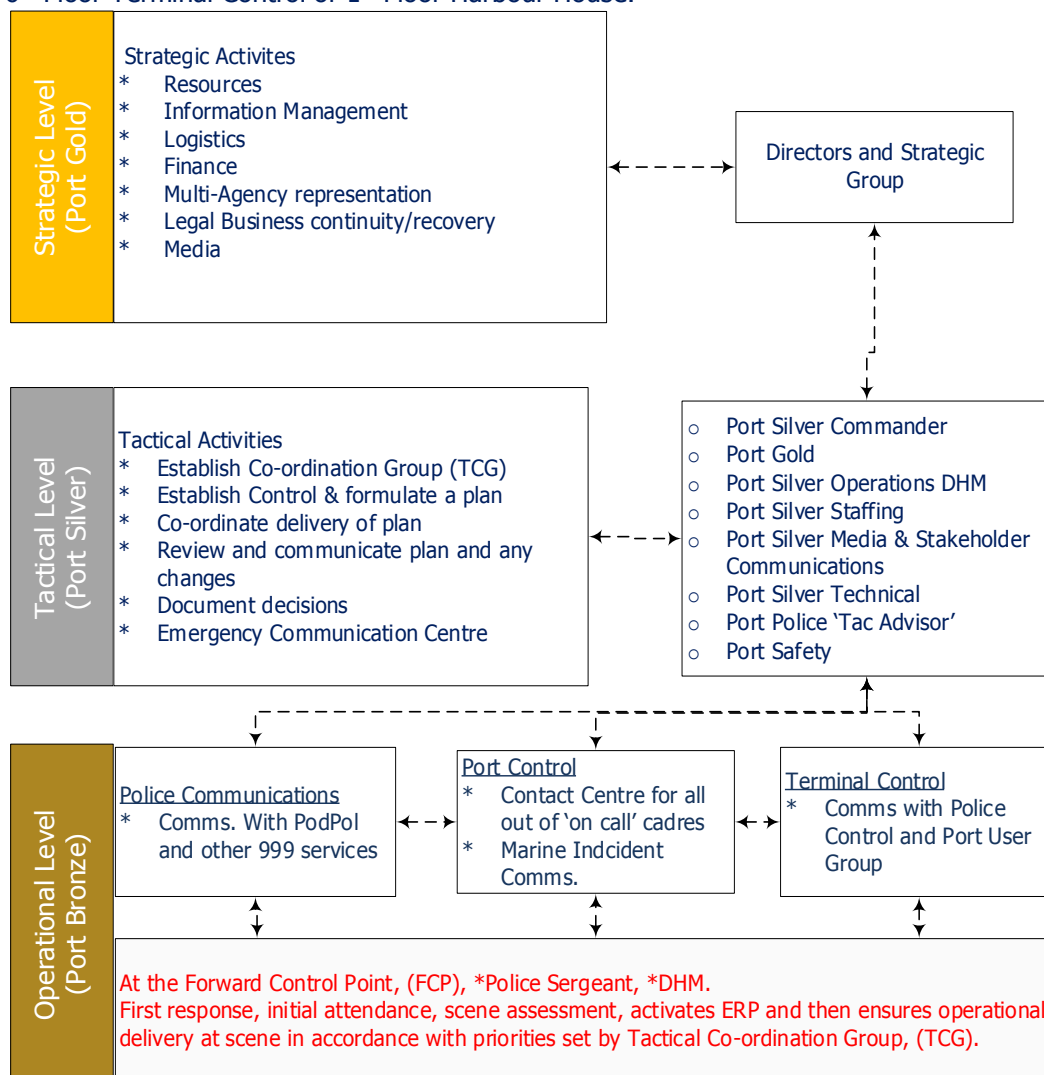 Floor Terminal Control or 1 Floor Harbour House.
Strategic Level
(Port Gold)
Strategic Activites
* Resources
* Information Management
* Logistics
* Finance
* Multi-Agency representation
* Legal Business continuity/recovery
* Media
Directors and Strategic
Group
Tactical Level
(Port Silver)
Tactical Activities
* Establish Co-ordination Group (TCG)
* Establish Control & formulate a plan
* Co-ordinate delivery of plan
* Review and communicate plan and any
changes
* Document decisions
* Emergency Communication Centre
o Port Silver Commander
o Port Gold
o Port Silver Operations DHM
o Port Silver Staffing
o Port Silver Media & Stakeholder
Communications
o Port Silver Technical
o Port Police ‘Tac Advisor’
o Port Safety
Operational Level
(Port Bronze)
Police Communications
* Comms. With PodPol
and other 999 services
Port Control
* Contact Centre for all
out of ‘on call’ cadres
* Marine Indcident
Comms.
Terminal Control
* Comms with Police
Control and Port User
Group
At the Forward Control Point, (FCP), *Police Sergeant, *DHM.
First response, initial attendance, scene assessment, activates ERP and then ensures operational
delivery at scene in accordance with priorities set by Tactical Co-ordination Group, (TCG).